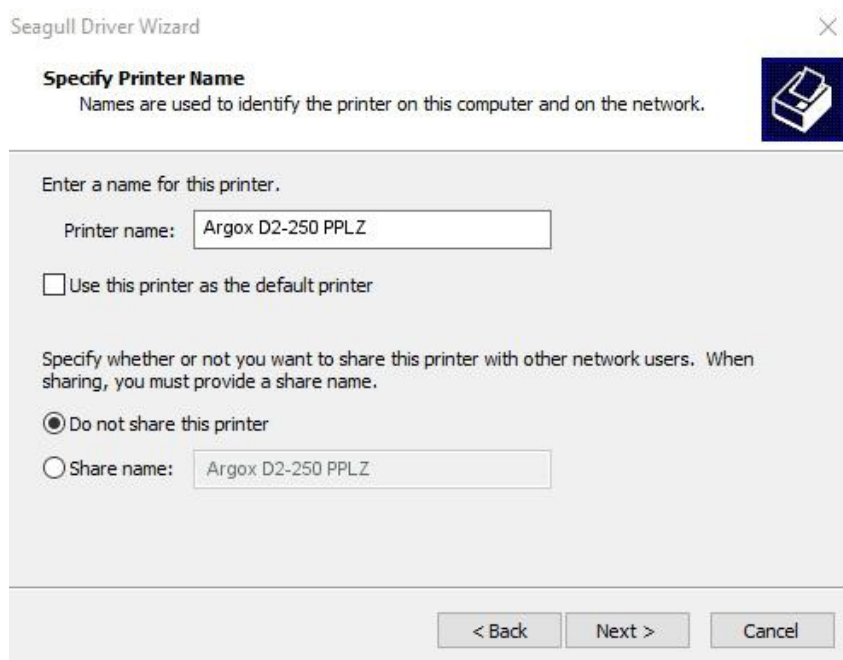 Seagull Driver Wizard
Specify Printer Name
Names are used to identify the printer on this computer and on the network.
Enter a name for this printer.
Printer name: Argox D2-250 PPLZ
Use this printer as the default printer
Specify whether or not you want to share this printer with other network users.  When
sharing, you must provide a share name.
Do not share this printer
Share name: Argox D2-250 PPLZ
< Back Next > Cancel